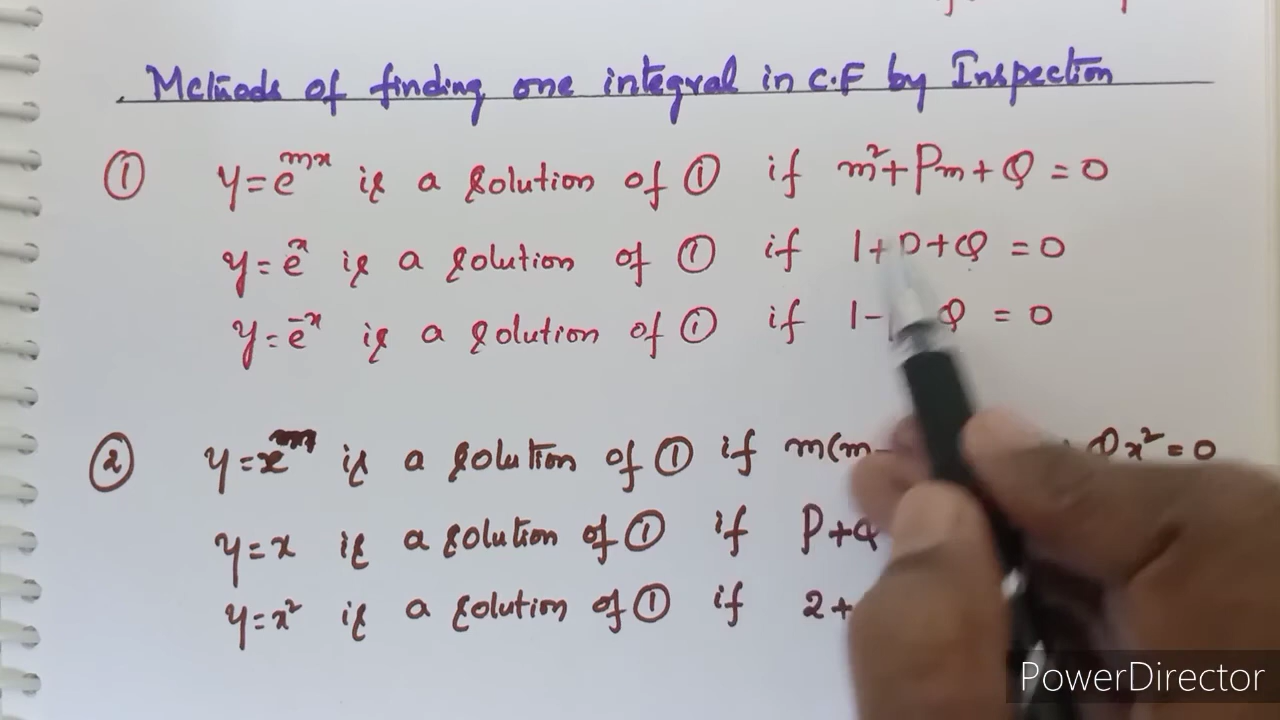 Methods of finding one integral in C.F by Inspection
① y = e^{mx} is a solution of ① if m² + Pm + Q = 0
y = e^x is a solution of ① if 1 + P + Q = 0
y = e^{-x} is a solution of ① if 1 - Q = 0
② y = x^m is a solution of ① if m(m- Qx² = 0
y = x is a solution of ① if P+Q
y = x² is a solution of ① if 2+
PowerDirector